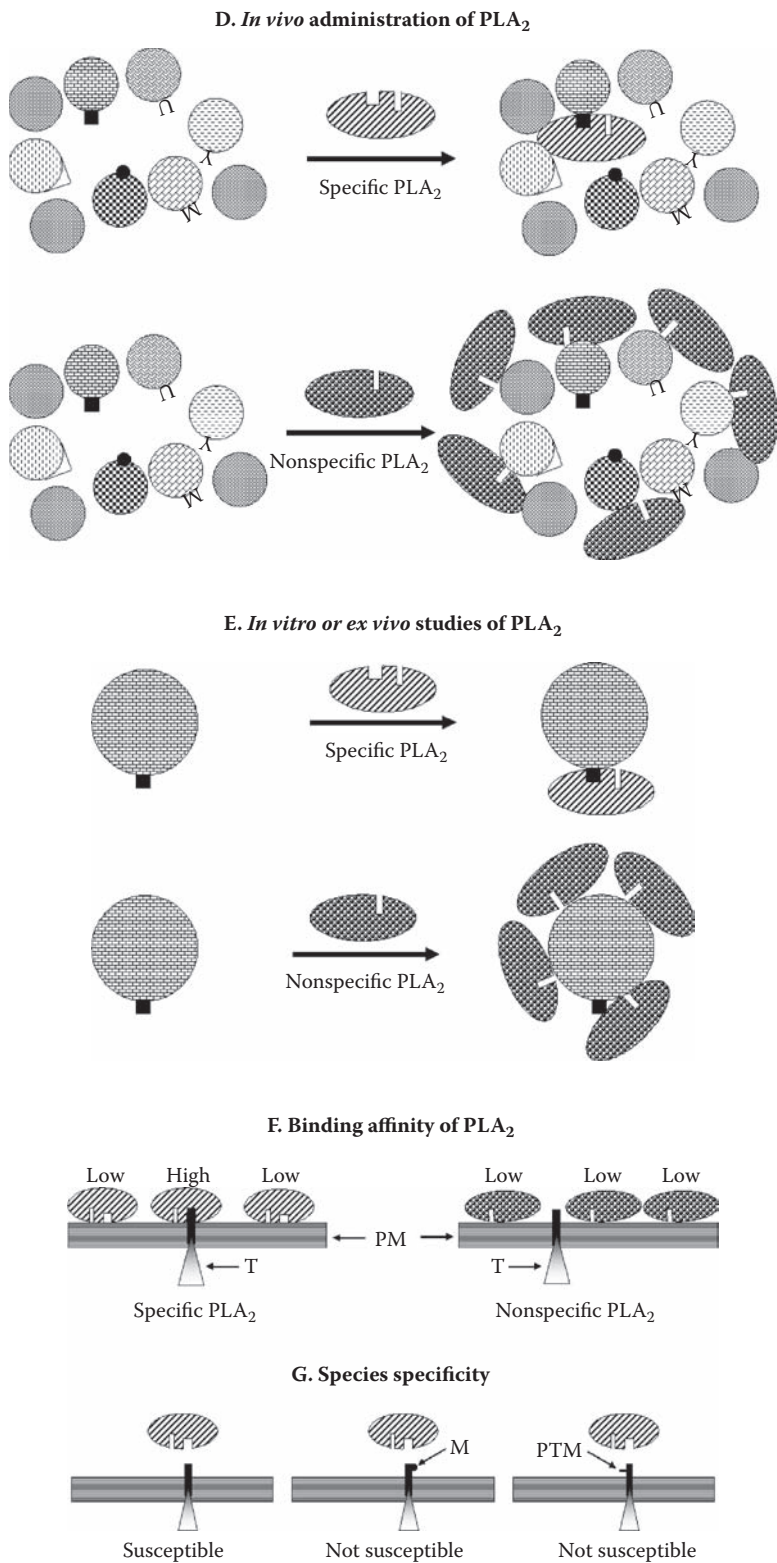 D. In vivo administration of PLA₂
U
Y
M
Specific PLA₂
U
Y
M
U
Y
M
Nonspecific PLA₂
U
Y
M
E. In vitro or ex vivo studies of PLA₂
Specific PLA₂
Nonspecific PLA₂
F. Binding affinity of PLA₂
Low High Low Low Low Low
PM
T T
Specific PLA₂ Nonspecific PLA₂
G. Species specificity
M PTM
Susceptible Not susceptible Not susceptible